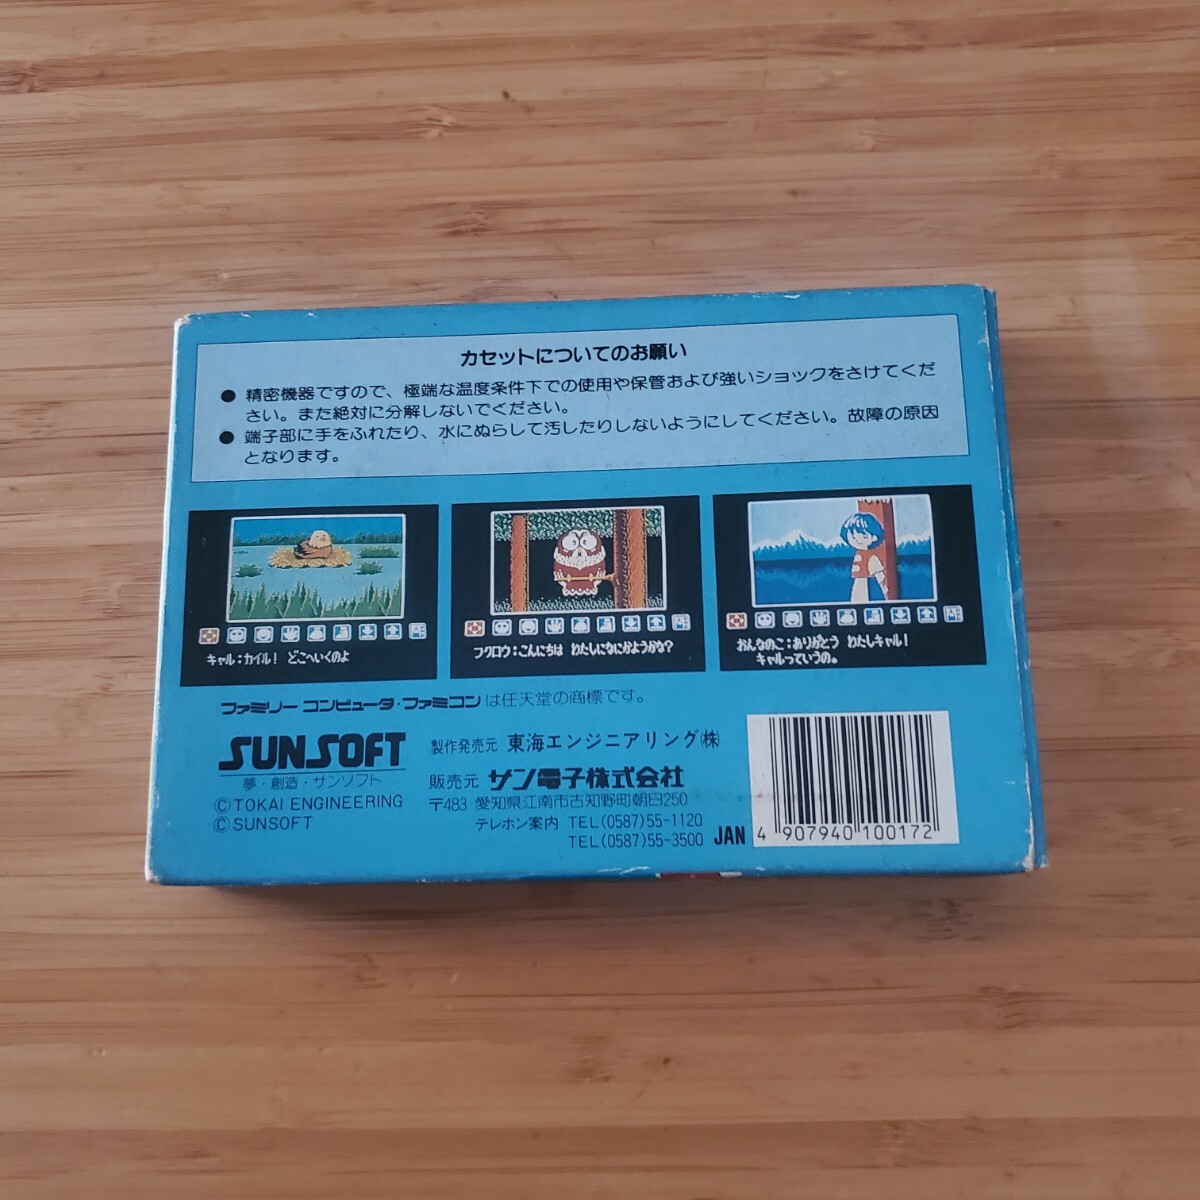 カセットについてのお願い
● 精密機器ですので、極端な温度条件下での使用や保管および強いショックをさけてくだ
さい。また絶対に分解しないでください。
● 端子部に手をふれたり、水にぬらして汚したりしないようにしてください。故障の原因
となります。
キャル:カイル! どこへいくのよ
フクロウ:こんにちは わたしになにかようかな?
おんなのこ:ありがとう わたしキャル!
キャルっていうの。
ファミリーコンピュータ・ファミコンは任天堂の商標です。
SUNSOFT
夢・創造・サンソフト
©TOKAI ENGINEERING
©SUNSOFT
製作発売元 東海エンジニアリング㈱
販売元 サン電子株式会社
〒483 愛知県江南市古知野町朝日250
テレホン案内 TEL(0587)55-1120
TEL(0587)55-3500
JAN 4 907940 100172